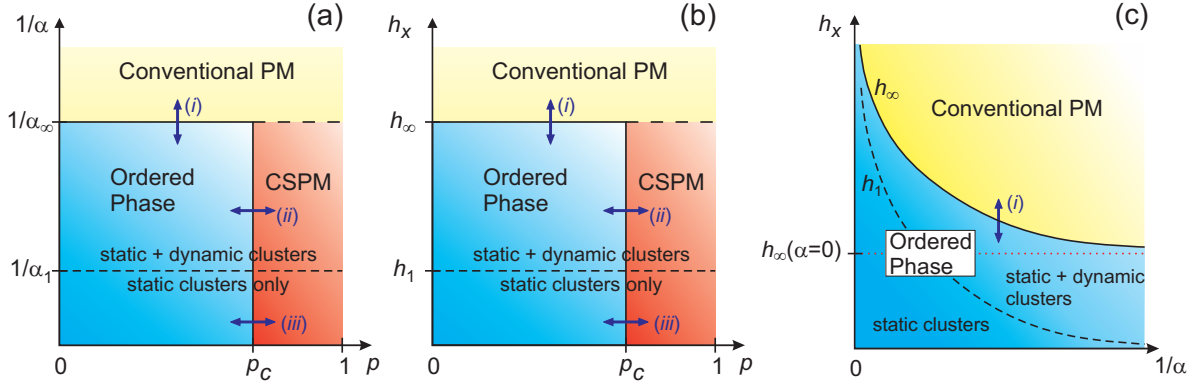 1/α
(a)
Conventional PM
(i)
1/α∞
Ordered
Phase
CSPM
(ii)
static + dynamic clusters
1/α1
static clusters only
(iii)
0
pc
1
p
hx
(b)
Conventional PM
(i)
h∞
Ordered
Phase
CSPM
(ii)
static + dynamic clusters
h1
static clusters only
(iii)
0
pc
1
p
hx
(c)
h∞
Conventional PM
h1
(i)
h∞(α=0)
Ordered
Phase
static + dynamic
clusters
static clusters
0
1/α